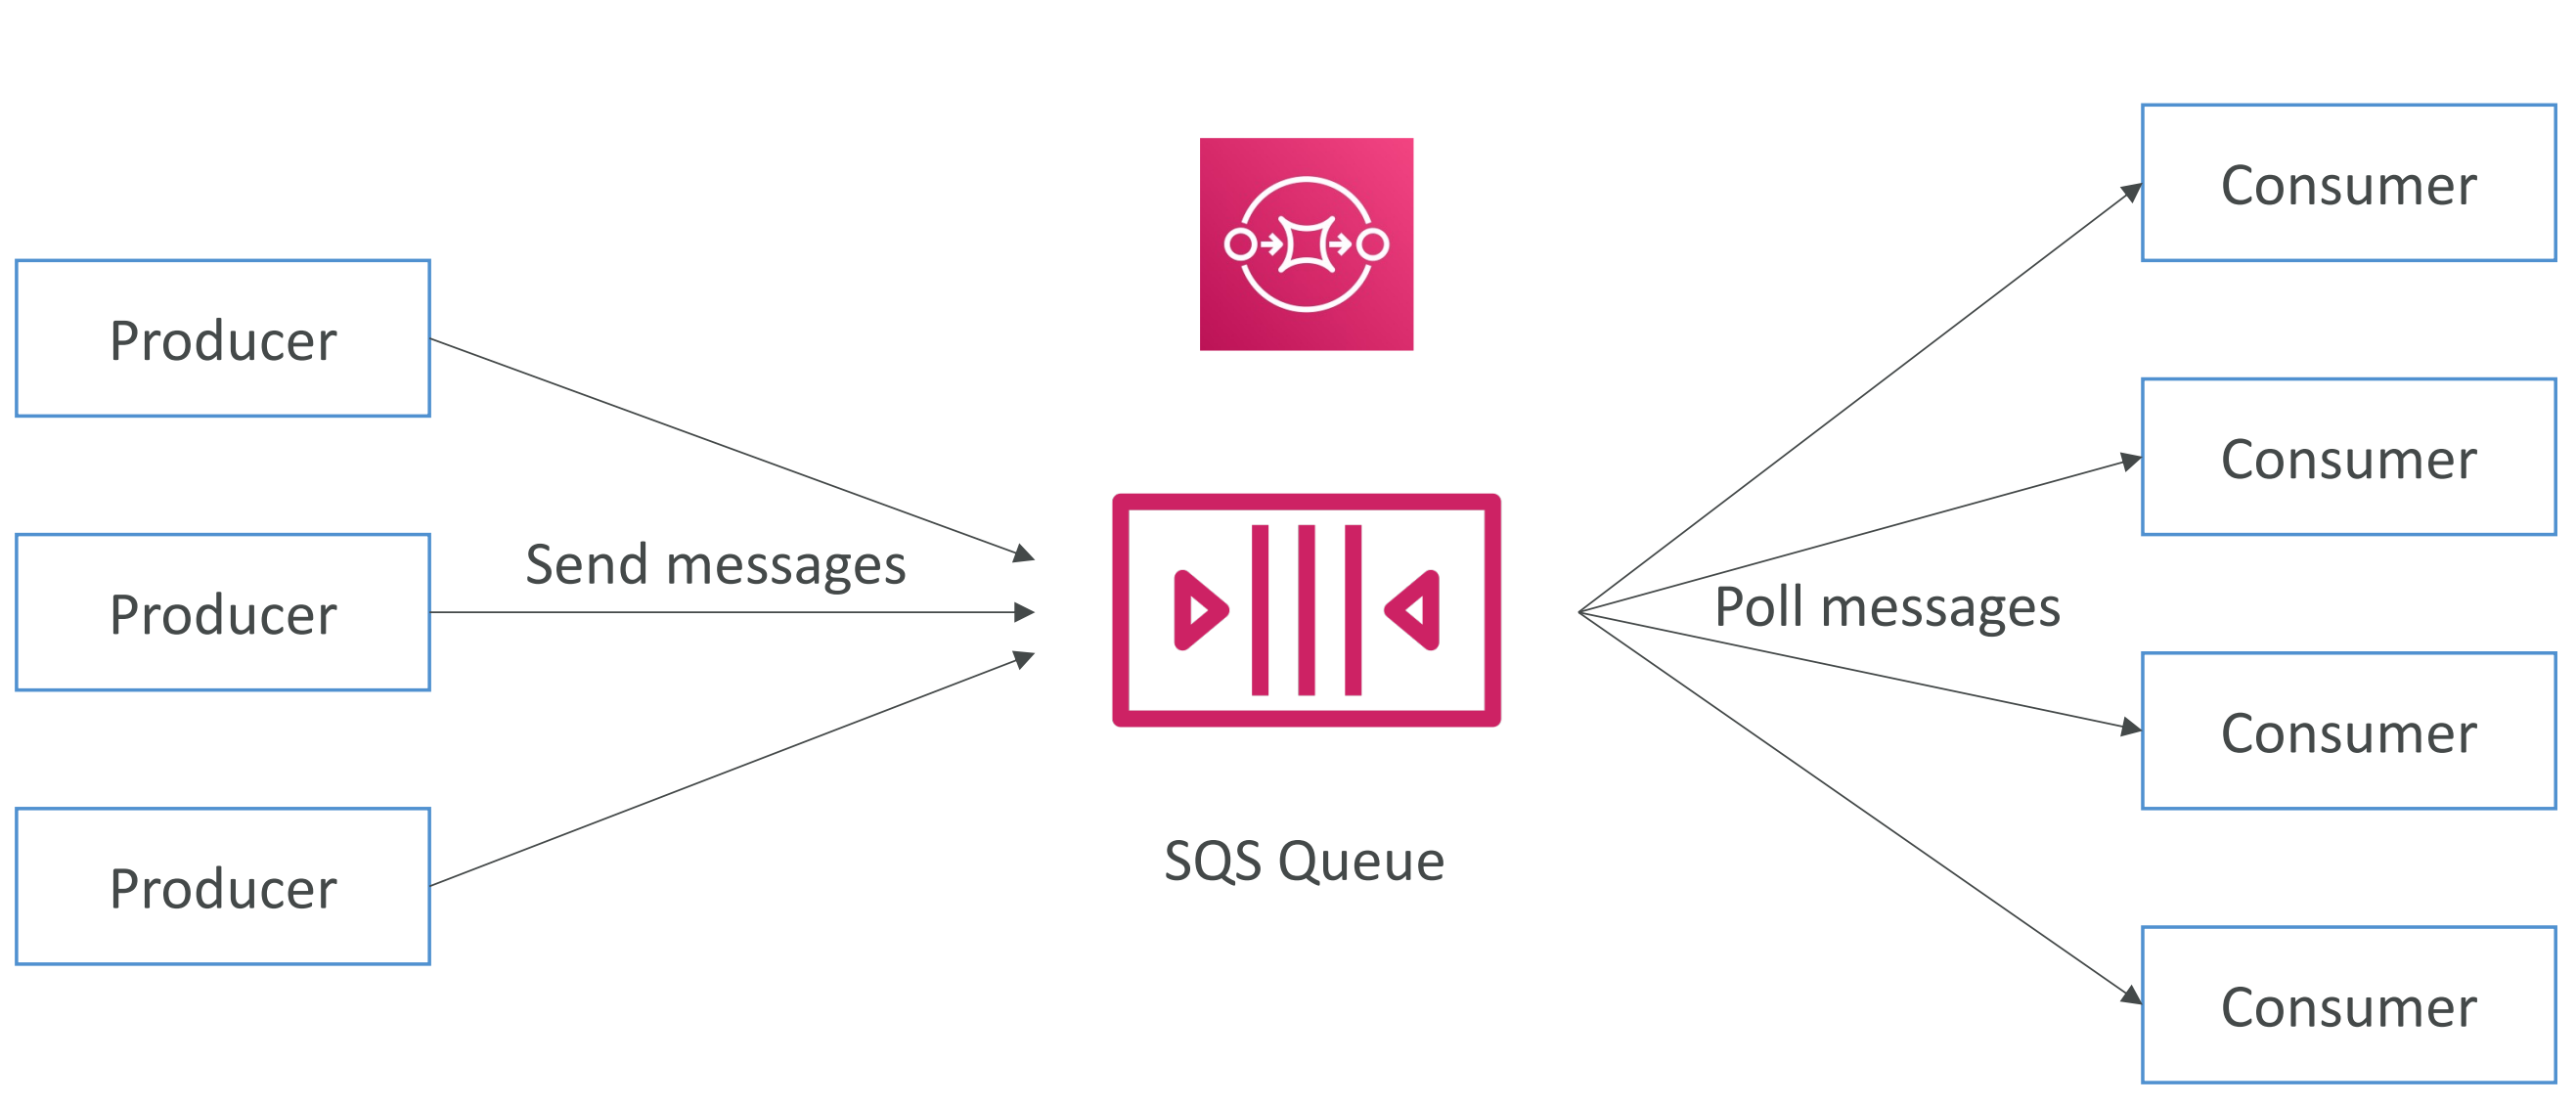 Producer
Producer
Producer
Send messages
SQS Queue
Poll messages
Consumer
Consumer
Consumer
Consumer